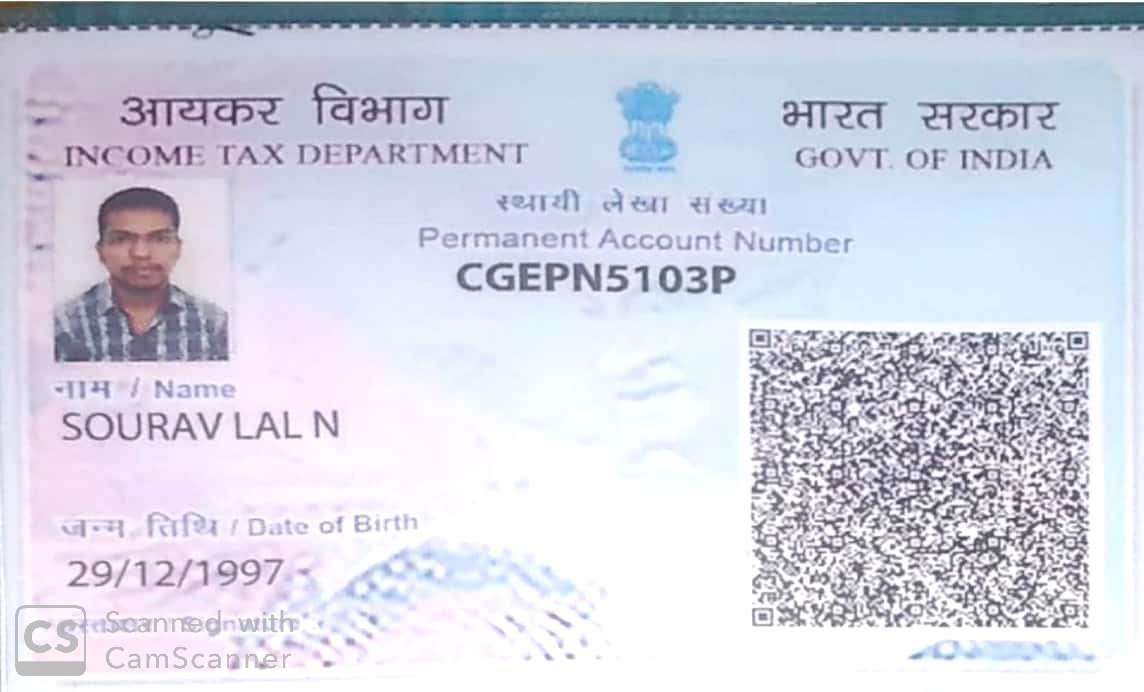 आयकर विभाग
INCOME TAX DEPARTMENT
भारत सरकार
GOVT. OF INDIA
स्थायी लेखा संख्या
Permanent Account Number
CGEPN5103P
नाम / Name
SOURAV LAL N
जन्म तिथि / Date of Birth
29/12/1997
CS Scanned with
CamScanner